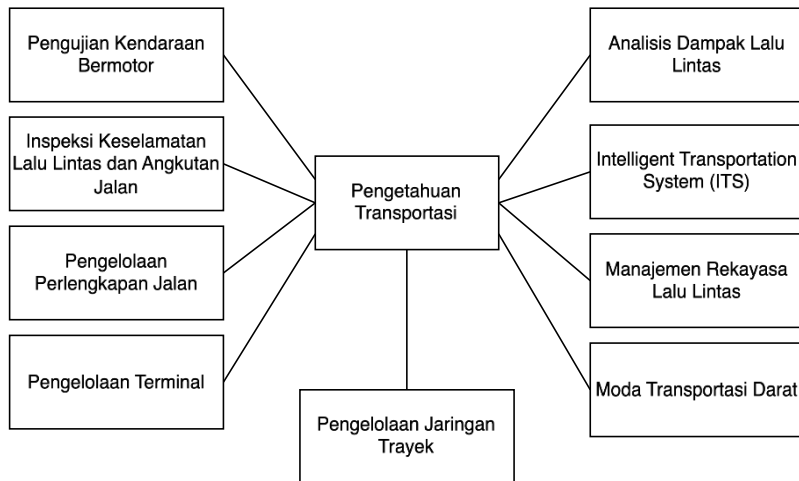 Pengujian Kendaraan
Bermotor
Inspeksi Keselamatan
Lalu Lintas dan Angkutan
Jalan
Pengelolaan
Perlengkapan Jalan
Pengelolaan Terminal
Pengetahuan
Transportasi
Pengelolaan Jaringan
Trayek
Analisis Dampak Lalu
Lintas
Intelligent Transportation
System (ITS)
Manajemen Rekayasa
Lalu Lintas
Moda Transportasi Darat